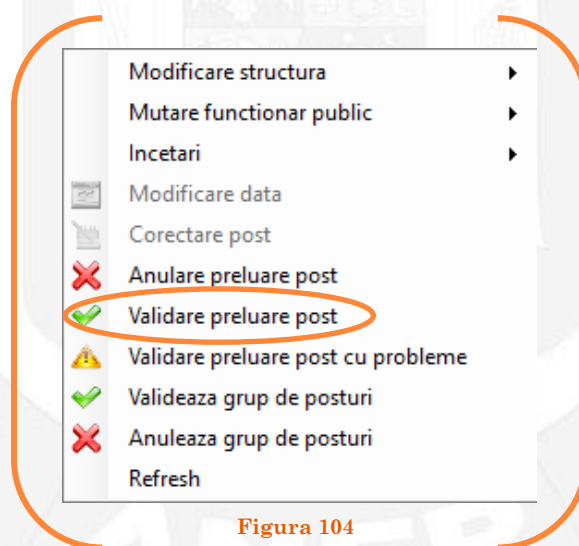 Modificare structura
Mutare functionar public
Incetari
Modificare data
Corectare post
Anulare preluare post
Validare preluare post
Validare preluare post cu probleme
Valideaza grup de posturi
Anuleaza grup de posturi
Refresh
Figura 104